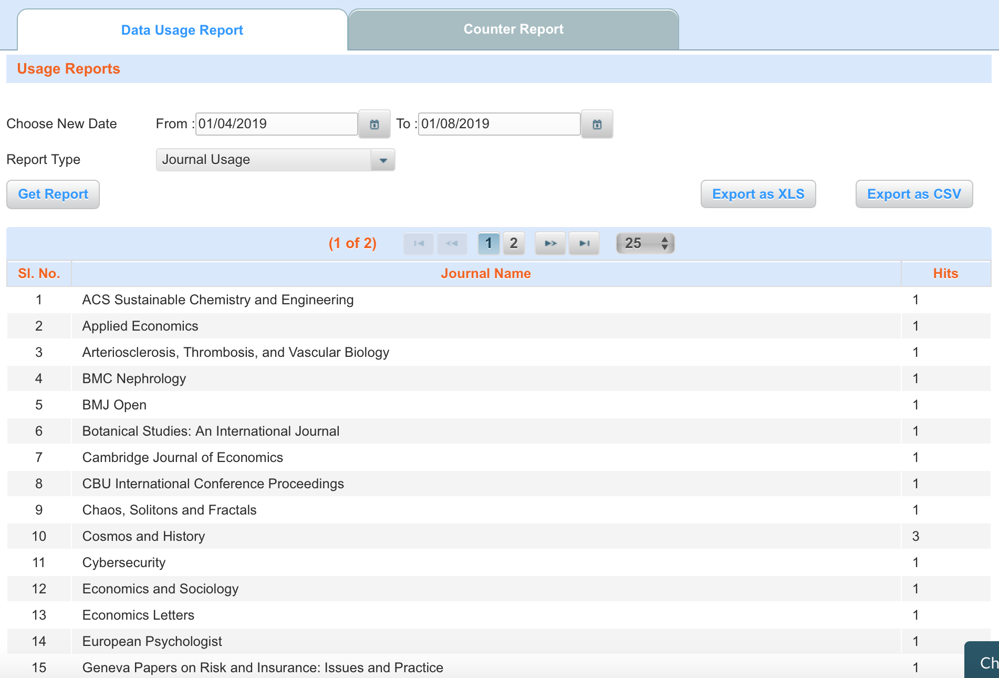 Data Usage Report Counter Report
Usage Reports
Choose New Date From : 01/04/2019 To : 01/08/2019
Report Type Journal Usage
Get Report Export as XLS Export as CSV
(1 of 2) 1 2 25
Sl. No. Journal Name Hits
1 ACS Sustainable Chemistry and Engineering 1
2 Applied Economics 1
3 Arteriosclerosis, Thrombosis, and Vascular Biology 1
4 BMC Nephrology 1
5 BMJ Open 1
6 Botanical Studies: An International Journal 1
7 Cambridge Journal of Economics 1
8 CBU International Conference Proceedings 1
9 Chaos, Solitons and Fractals 1
10 Cosmos and History 3
11 Cybersecurity 1
12 Economics and Sociology 1
13 Economics Letters 1
14 European Psychologist 1
15 Geneva Papers on Risk and Insurance: Issues and Practice 1